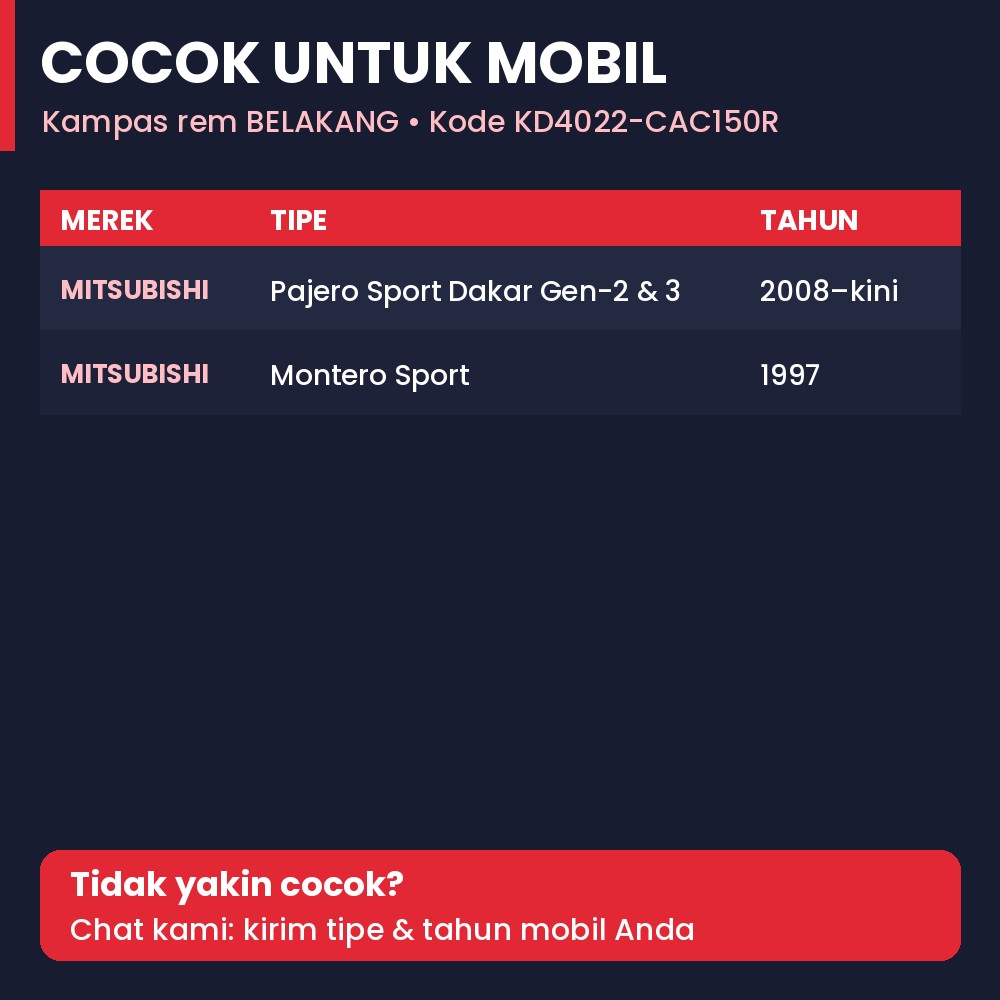 COCOK UNTUK MOBIL
Kampas rem BELAKANG • Kode KD4022-CAC150R
MEREK TIPE TAHUN
MITSUBISHI Pajero Sport Dakar Gen-2 & 3 2008–kini
MITSUBISHI Montero Sport 1997
Tidak yakin cocok?
Chat kami: kirim tipe & tahun mobil Anda